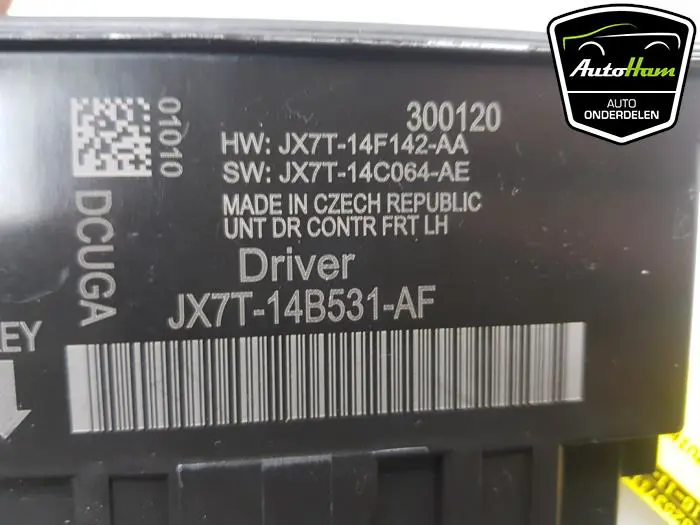 AutoHam
AUTO
ONDERDELEN
300120
01010
HW: JX7T-14F142-AA
SW: JX7T-14C064-AE
MADE IN CZECH REPUBLIC
UNT DR CONTR FRT LH
DCUGA
Driver
JX7T-14B531-AF